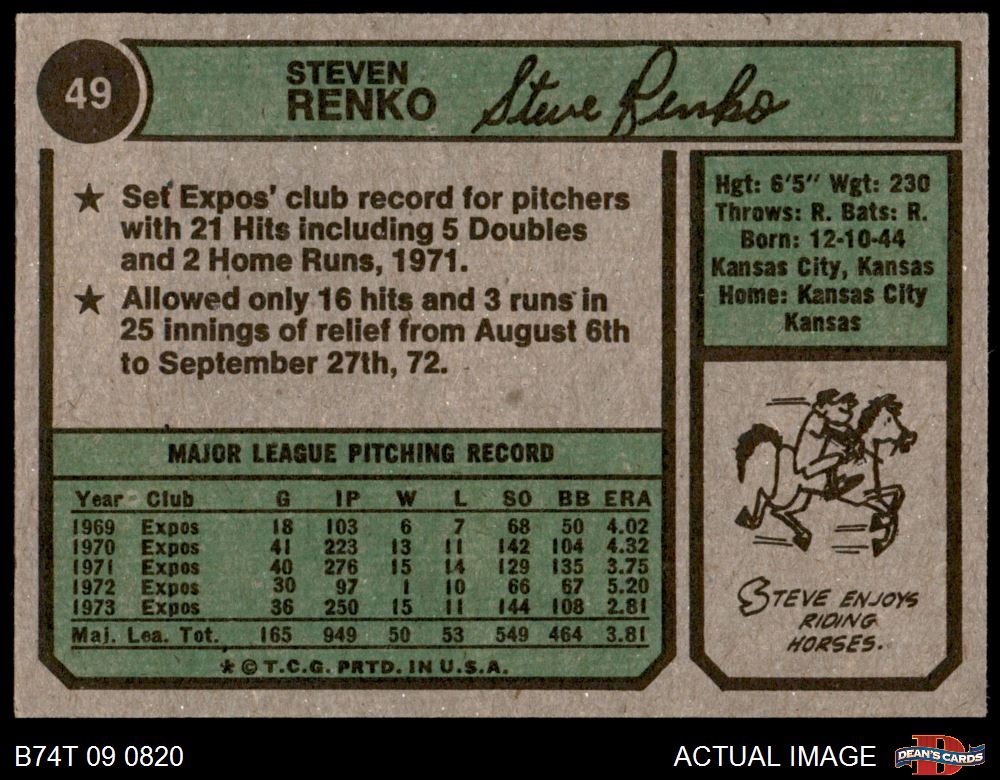 49
STEVEN
RENKO
Steve Renko
★ Set Expos' club record for pitchers
with 21 Hits including 5 Doubles
and 2 Home Runs, 1971.
★ Allowed only 16 hits and 3 runs in
25 innings of relief from August 6th
to September 27th, 72.
Hgt: 6'5" Wgt: 230
Throws: R. Bats: R.
Born: 12-10-44
Kansas City, Kansas
Home: Kansas City
Kansas
MAJOR LEAGUE PITCHING RECORD
Year Club G IP W L SO BB ERA
1969 Expos 18 103 6 7 68 50 4.02
1970 Expos 41 223 13 11 142 104 4.32
1971 Expos 40 276 15 14 129 135 3.75
1972 Expos 30 97 1 10 66 67 5.20
1973 Expos 36 250 15 11 144 108 2.81
Maj. Lea. Tot. 165 949 50 53 549 464 3.81
* © T.C.G. PRTD. IN U.S.A.
STEVE ENJOYS
RIDING
HORSES.
B74T 09 0820
ACTUAL IMAGE
D
DEAN'S CARDS